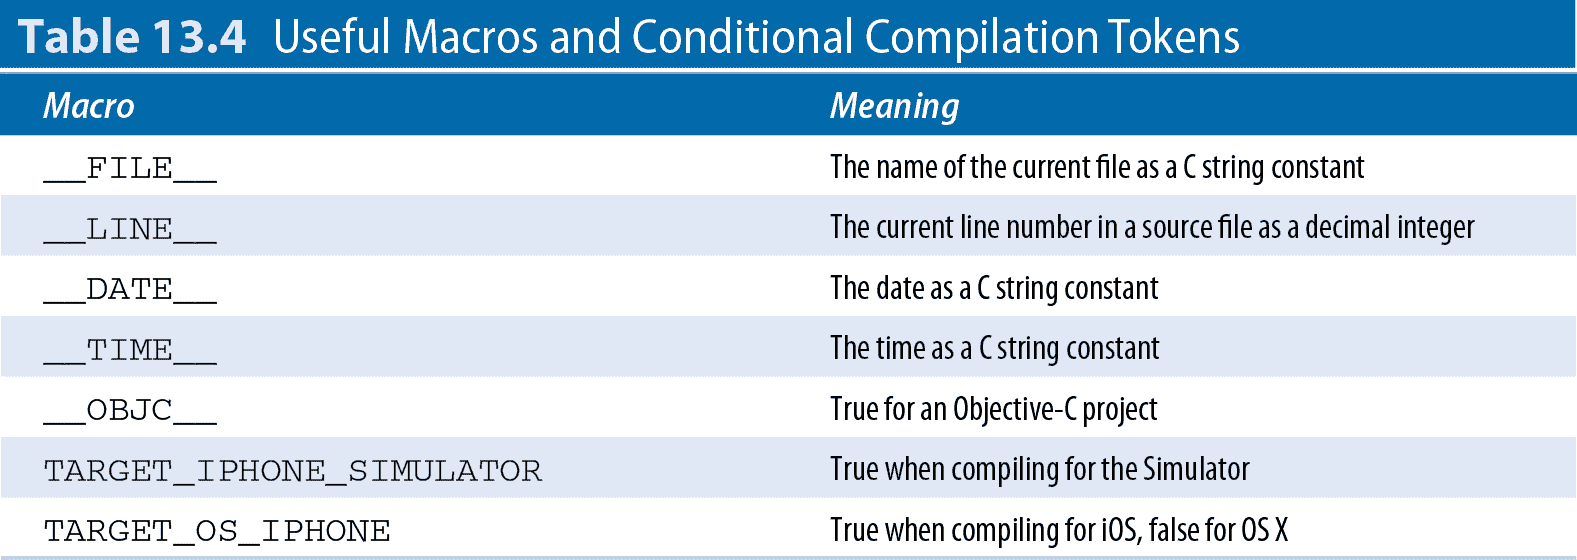 Table 13.4 Useful Macros and Conditional Compilation Tokens
Macro Meaning
__FILE__ The name of the current file as a C string constant
__LINE__ The current line number in a source file as a decimal integer
__DATE__ The date as a C string constant
__TIME__ The time as a C string constant
__OBJC__ True for an Objective-C project
TARGET_IPHONE_SIMULATOR True when compiling for the Simulator
TARGET_OS_IPHONE True when compiling for iOS, false for OS X